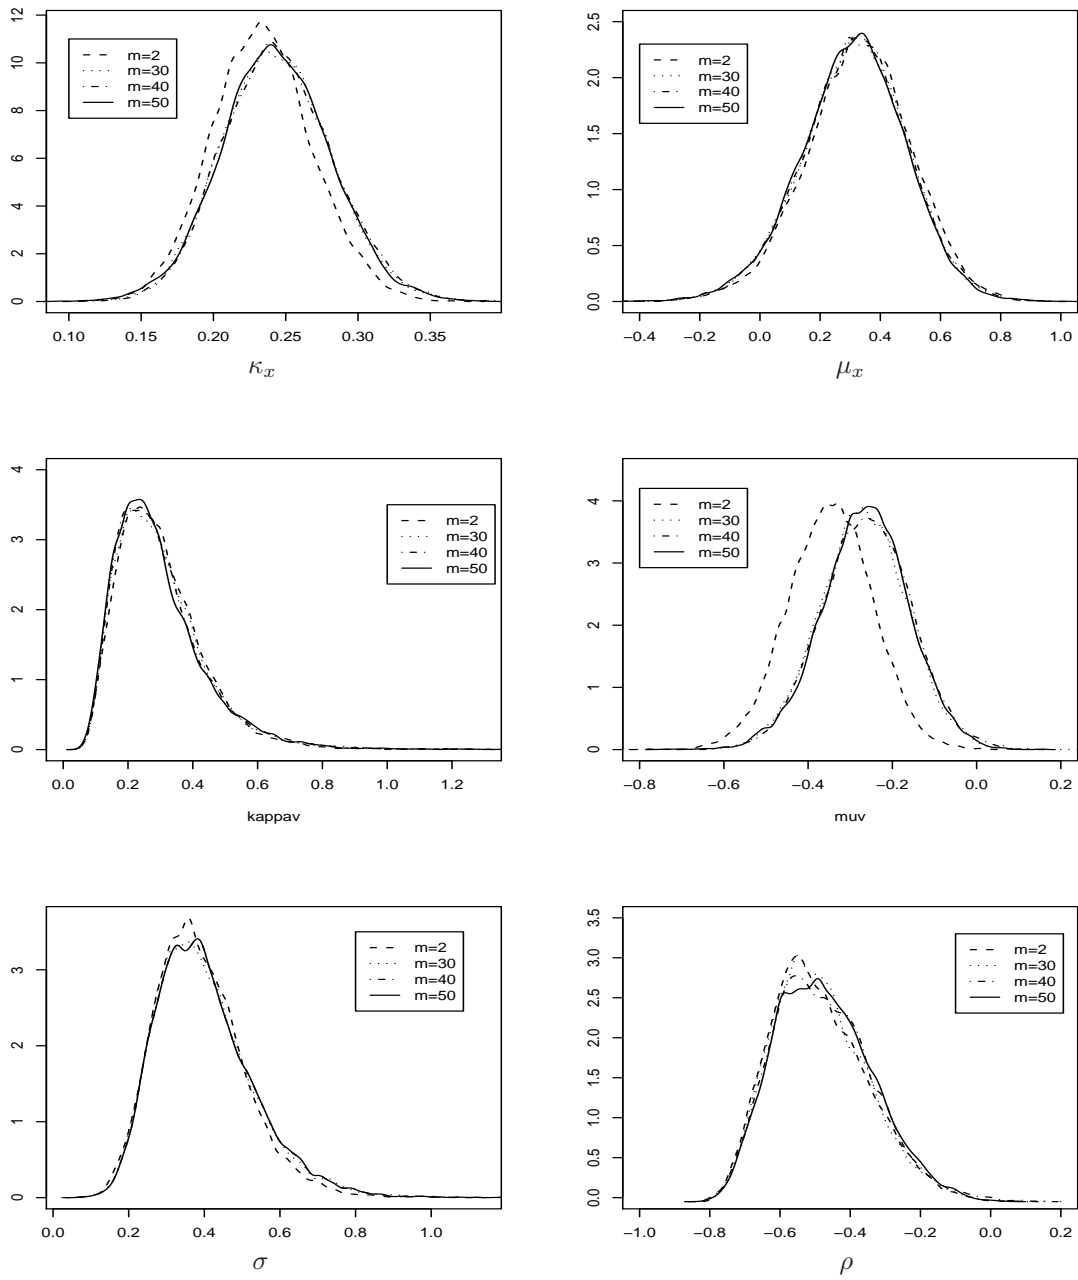 12
10
8
6
4
2
0
m=2
m=30
m=40
m=50
0.10 0.15 0.20 0.25 0.30 0.35
κx
2.5
2.0
1.5
1.0
0.5
0.0
m=2
m=30
m=40
m=50
−0.4 −0.2 0.0 0.2 0.4 0.6 0.8 1.0
μx
4
3
2
1
0
m=2
m=30
m=40
m=50
0.0 0.2 0.4 0.6 0.8 1.0 1.2
kappav
4
3
2
1
0
m=2
m=30
m=40
m=50
−0.8 −0.6 −0.4 −0.2 0.0 0.2
muv
3
2
1
0
m=2
m=30
m=40
m=50
0.0 0.2 0.4 0.6 0.8 1.0
σ
3.5
3.0
2.5
2.0
1.5
1.0
0.5
0.0
m=2
m=30
m=40
m=50
−1.0 −0.8 −0.6 −0.4 −0.2 0.0 0.2
ρ